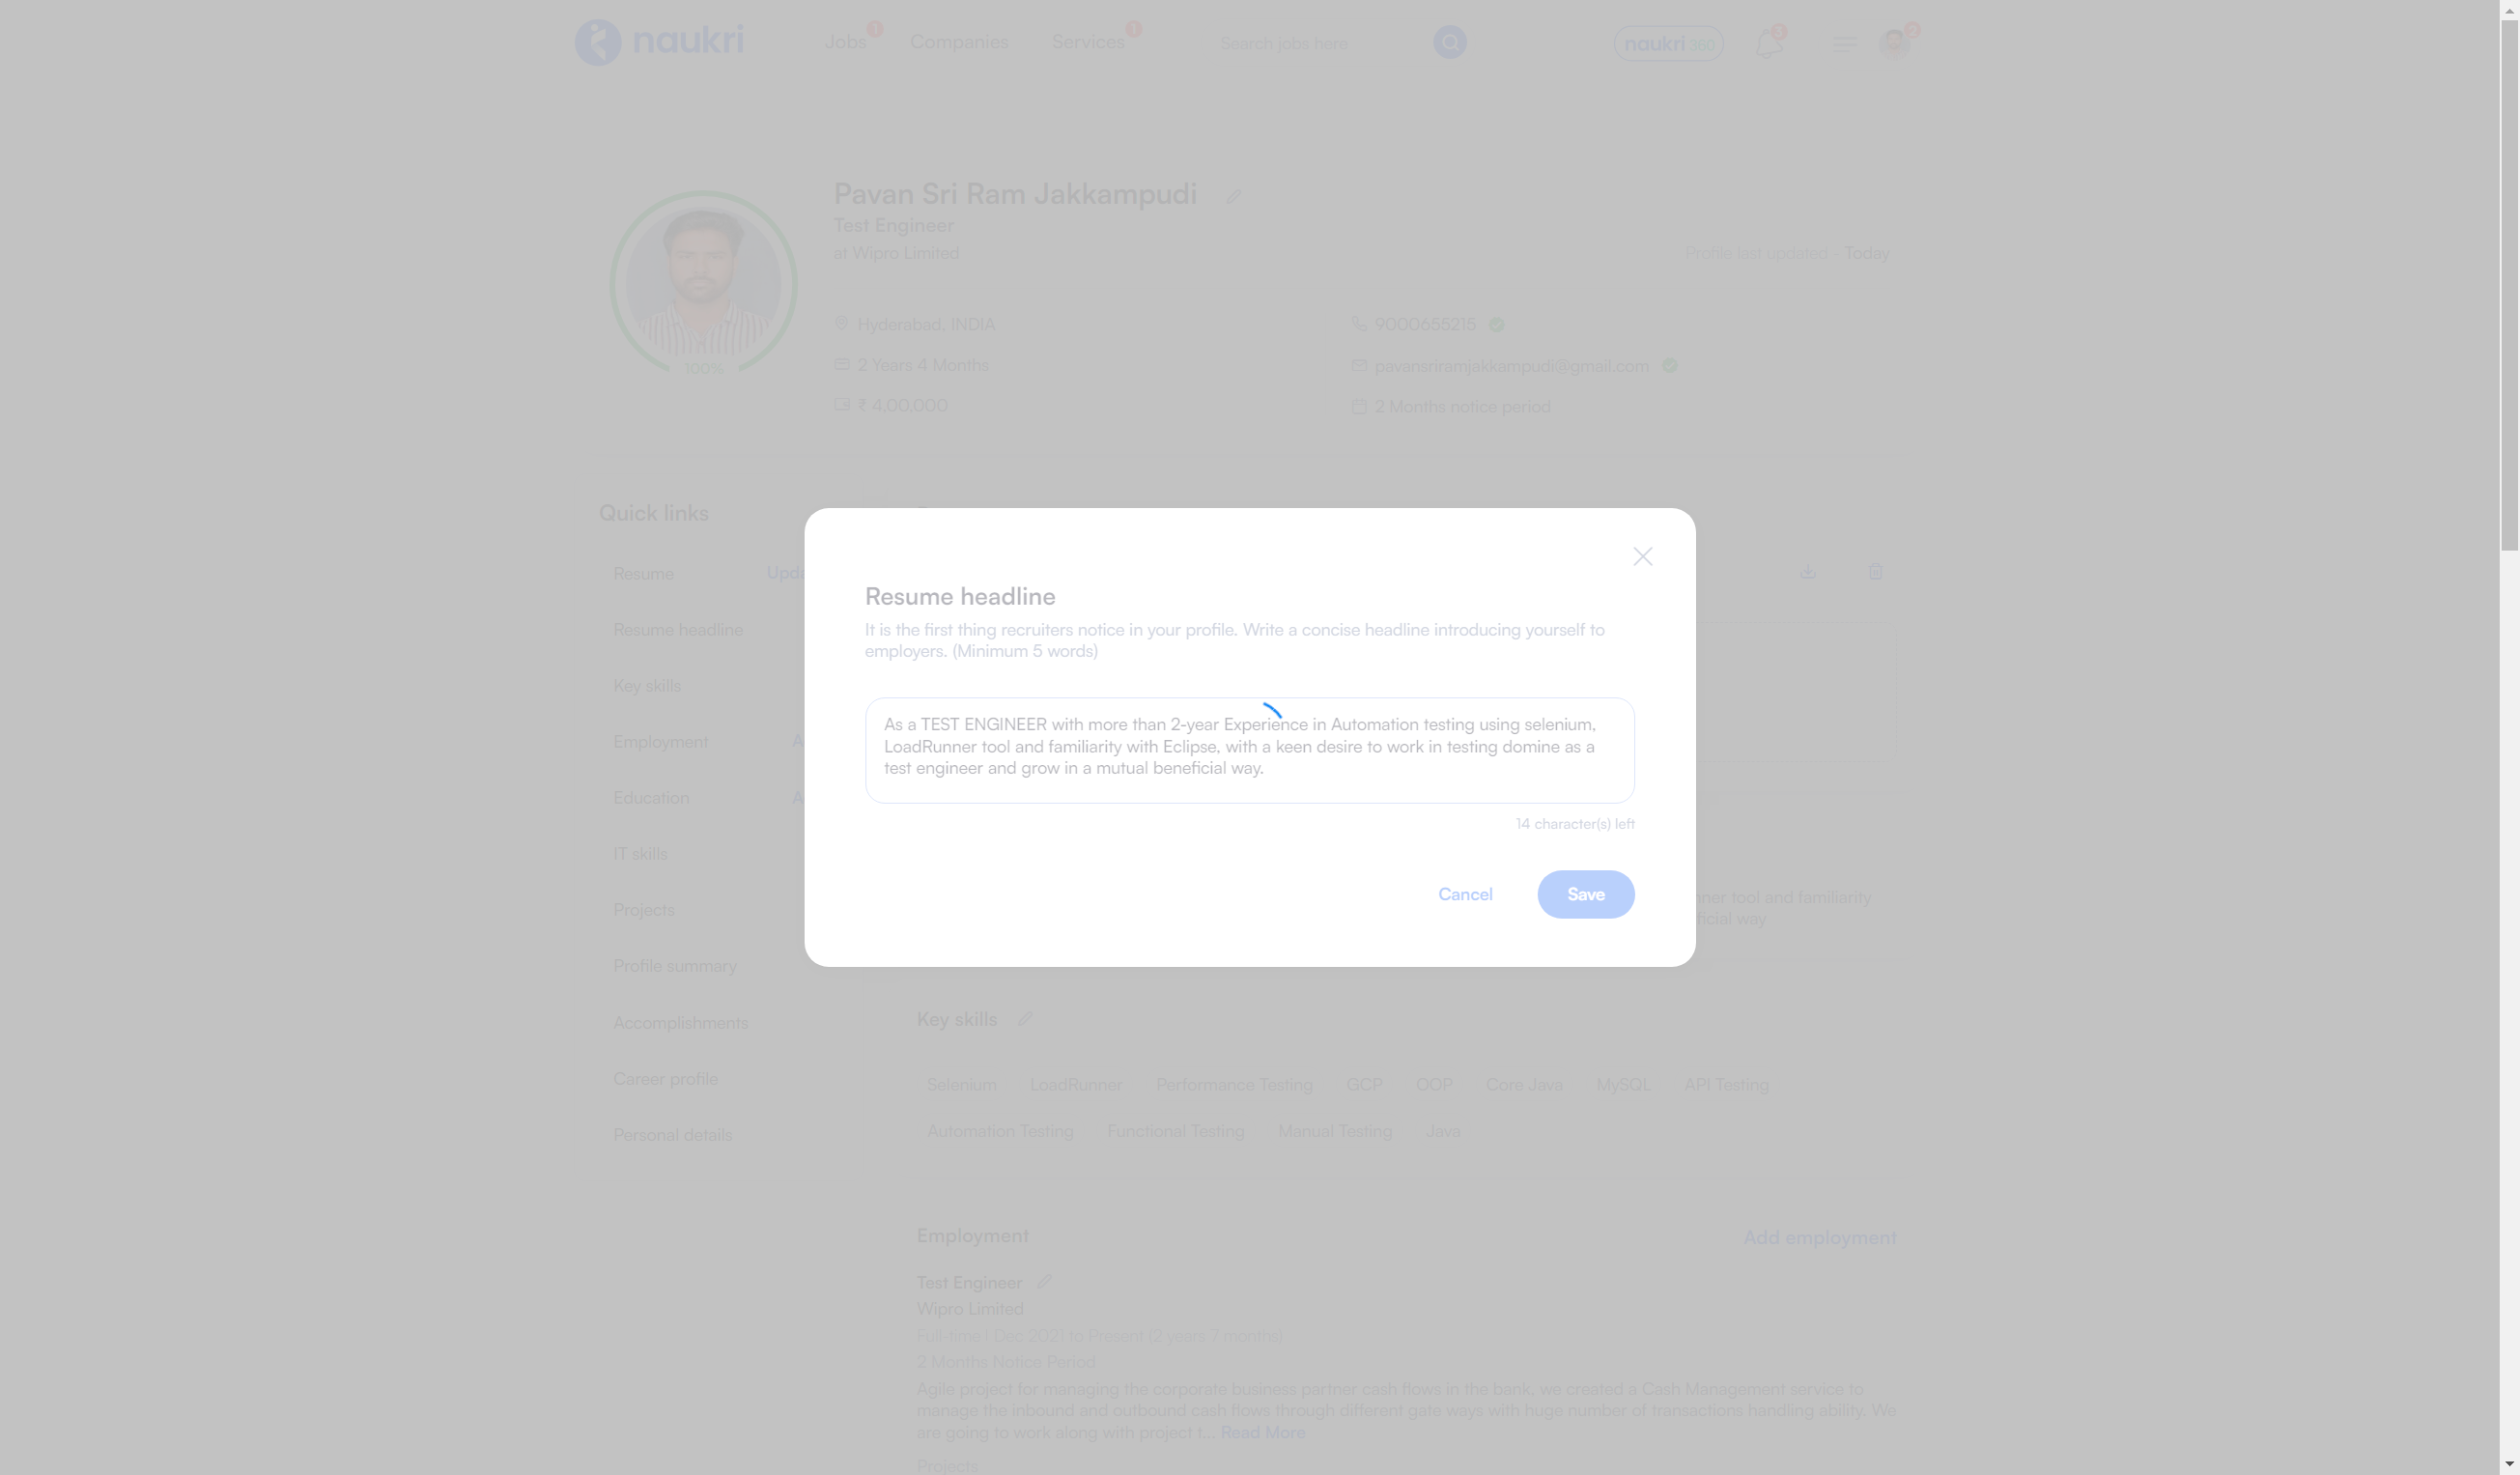 naukri
Jobs 1
Companies
Services 1
Search jobs here
naukri 360
3
2
Pavan Sri Ram Jakkampudi
Test Engineer
at Wipro Limited
Profile last updated - Today
100%
Hyderabad, INDIA
9000655215
2 Years 4 Months
pavansriramjakkampudi@gmail.com
₹ 4,00,000
2 Months notice period
Quick links
Resume
Resume headline
Key skills
Employment
Education
IT skills
Projects
Profile summary
Accomplishments
Career profile
Personal details
Resume headline
It is the first thing recruiters notice in your profile. Write a concise headline introducing yourself to
employers. (Minimum 5 words)
As a TEST ENGINEER with more than 2-year Experience in Automation testing using selenium,
LoadRunner tool and familiarity with Eclipse, with a keen desire to work in testing domine as a
test engineer and grow in a mutual beneficial way.
14 character(s) left
Cancel
Save
tool and familiarity
way
Key skills
Selenium LoadRunner Performance Testing GCP OOP Core Java MySQL API Testing
Automation Testing Functional Testing Manual Testing Java
Employment
Add employment
Test Engineer
Wipro Limited
Full-time | Dec 2021 to Present (2 years 7 months)
2 Months Notice Period
Agile project for managing the corporate business partner cash flows in the bank, we created a Cash Management service to
manage the inbound and outbound cash flows through different gate ways with huge number of transactions handling ability. We
are going to work along with project t... Read More
Projects